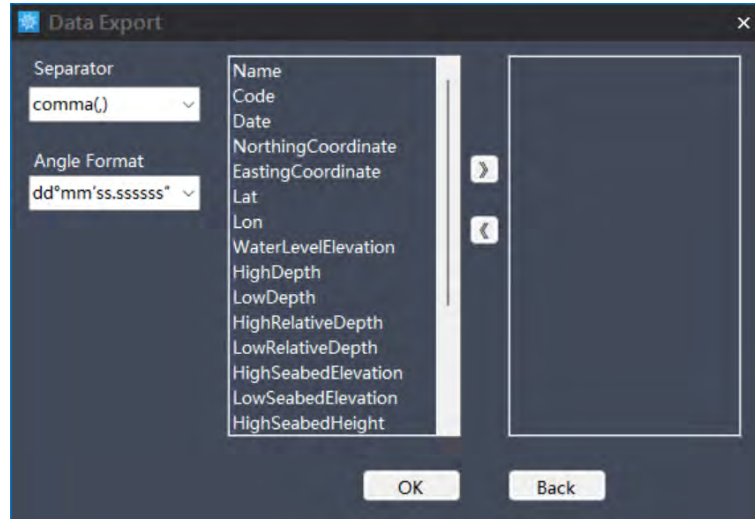 Data Export
Separator
comma(,)
Angle Format
dd°mm'ss.ssssss"
Name
Code
Date
NorthingCoordinate
EastingCoordinate
Lat
Lon
WaterLevelElevation
HighDepth
LowDepth
HighRelativeDepth
LowRelativeDepth
HighSeabedElevation
LowSeabedElevation
HighSeabedHeight
OK
Back